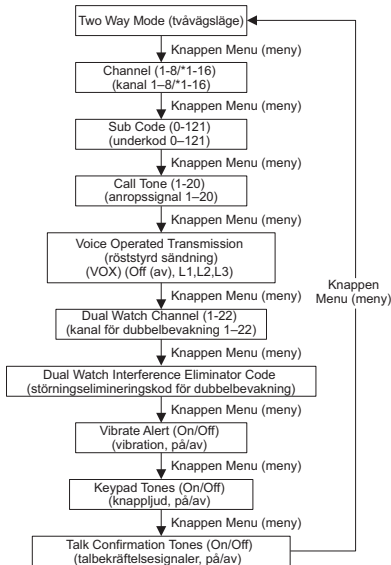 Two Way Mode (tvåvägsläge)
Knappen Menu (meny)
Channel (1-8/*1-16)
(kanal 1–8/*1-16)
Knappen Menu (meny)
Sub Code (0-121)
(underkod 0–121)
Knappen Menu (meny)
Call Tone (1-20)
(anropssignal 1–20)
Knappen Menu (meny)
Voice Operated Transmission
(röststyrd sändning)
(VOX) (Off (av), L1,L2,L3)
Knappen Menu (meny)
Dual Watch Channel (1-22)
(kanal för dubbelbevakning 1–22)
Knappen Menu (meny)
Dual Watch Interference Eliminator Code
(störningselimineringskod för dubbelbevakning)
Knappen Menu (meny)
Vibrate Alert (On/Off)
(vibration, på/av)
Knappen Menu (meny)
Keypad Tones (On/Off)
(knappljud, på/av)
Knappen Menu (meny)
Talk Confirmation Tones (On/Off)
(talbekräftelsesignaler, på/av)
Knappen
Menu (meny)